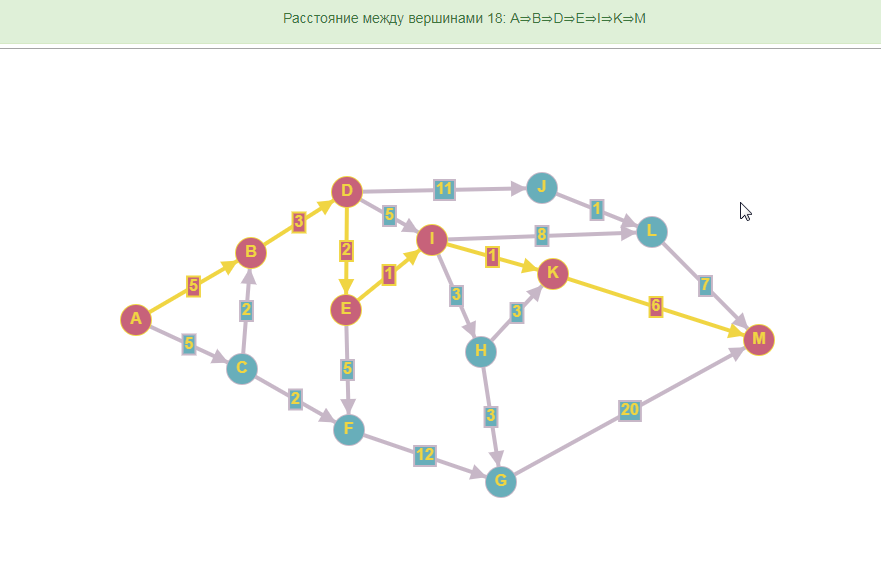 Расстояние между вершинами 18: A⇒B⇒D⇒E⇒I⇒K⇒M
D 11 J
5 1
3 I 8 L
B 2 1 K
5 1 7
2 E 3 3 6
A M
5 H
C 5
2 3 20
F
12
G